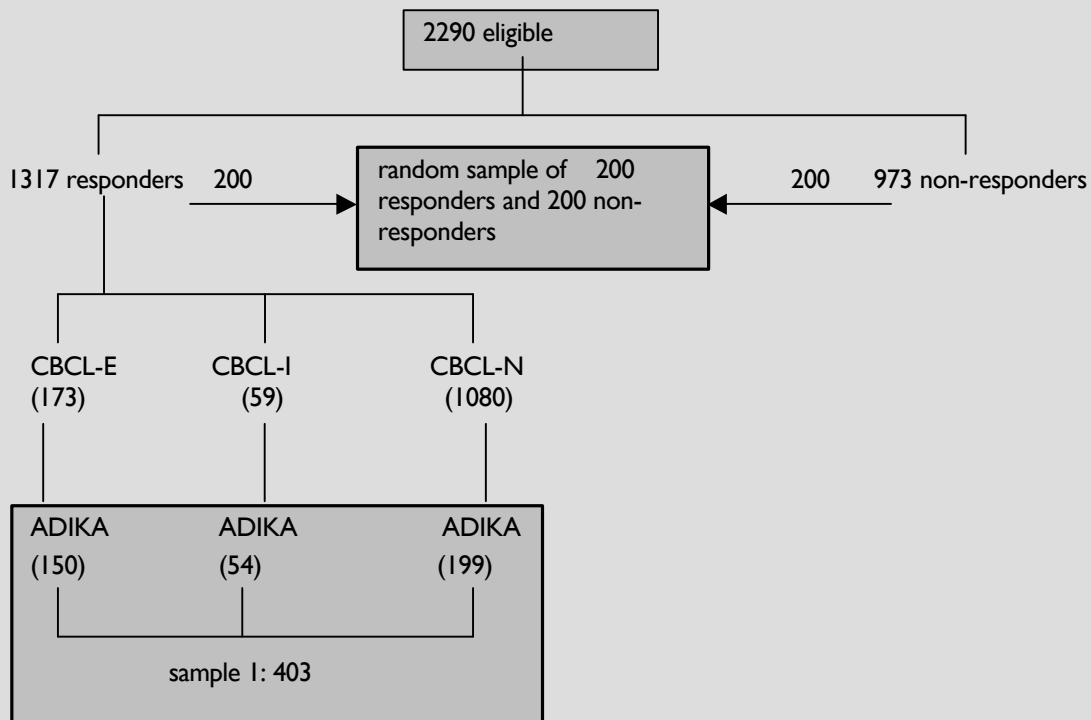 2290 eligible
1317 responders
200
random sample of 200
responders and 200 non-
responders
200
973 non-responders
CBCL-E
(173)
CBCL-I
(59)
CBCL-N
(1080)
ADIKA
(150)
ADIKA
(54)
ADIKA
(199)
sample 1: 403